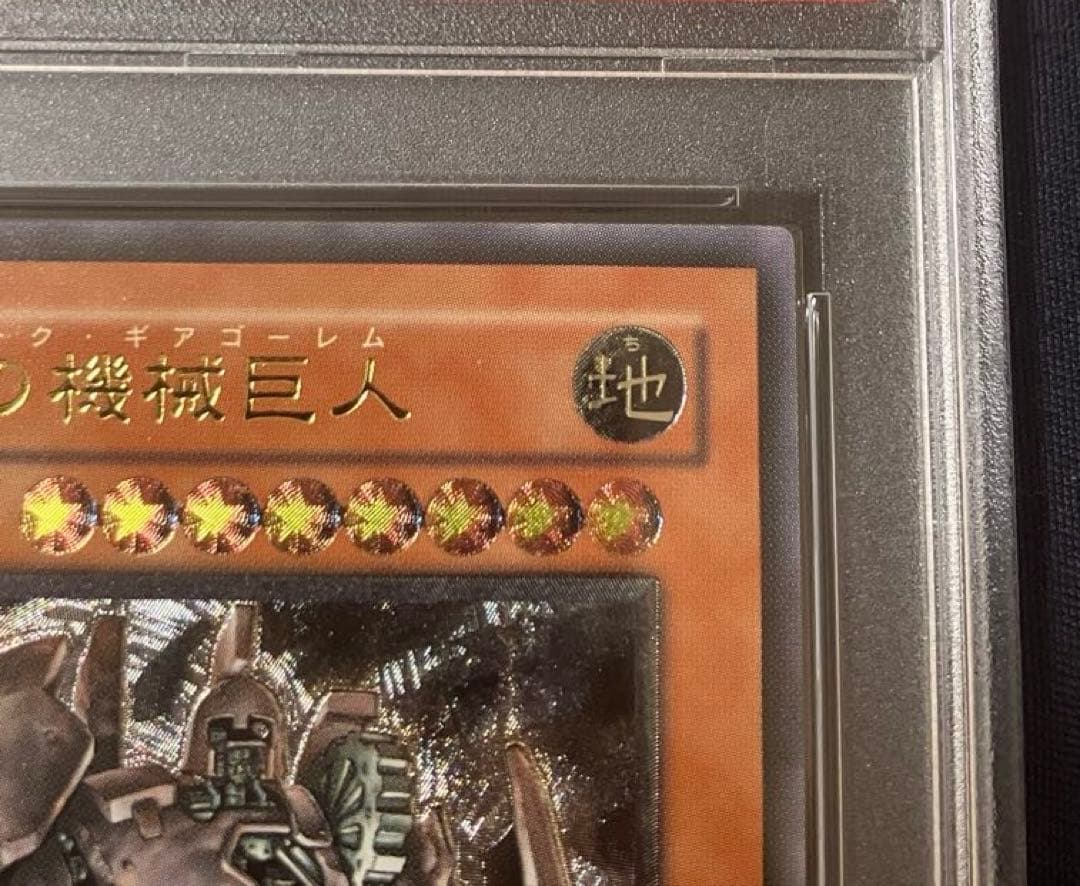 ク・ギアゴーレム
の機械巨人
ち
地